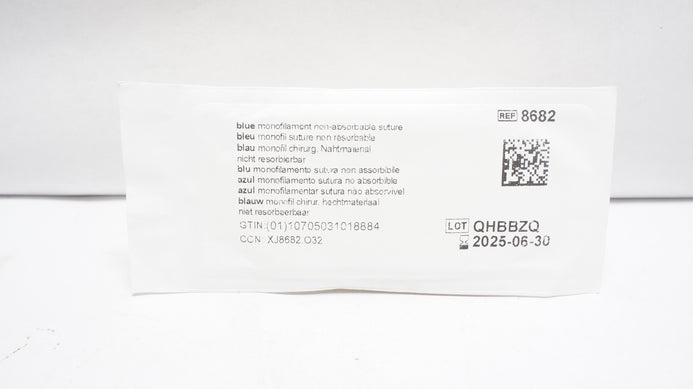 blue monofilament non-absorbable suture
bleu monofil suture non resorbable
blau monofil chirurg. Nahtmaterial
nicht resorbierbar
blu monofilamento sutura non assorbibile
azul monofilamento sutura no absorbible
azul monofilamentar sutura não absorvível
blauw monofil chirur. hechtmateriaal
niet resorbeerbaar
GTIN:(01)10705031018884
CCN: XJ8682.O32
REF 8682
LOT QHBBZQ
2025-06-30